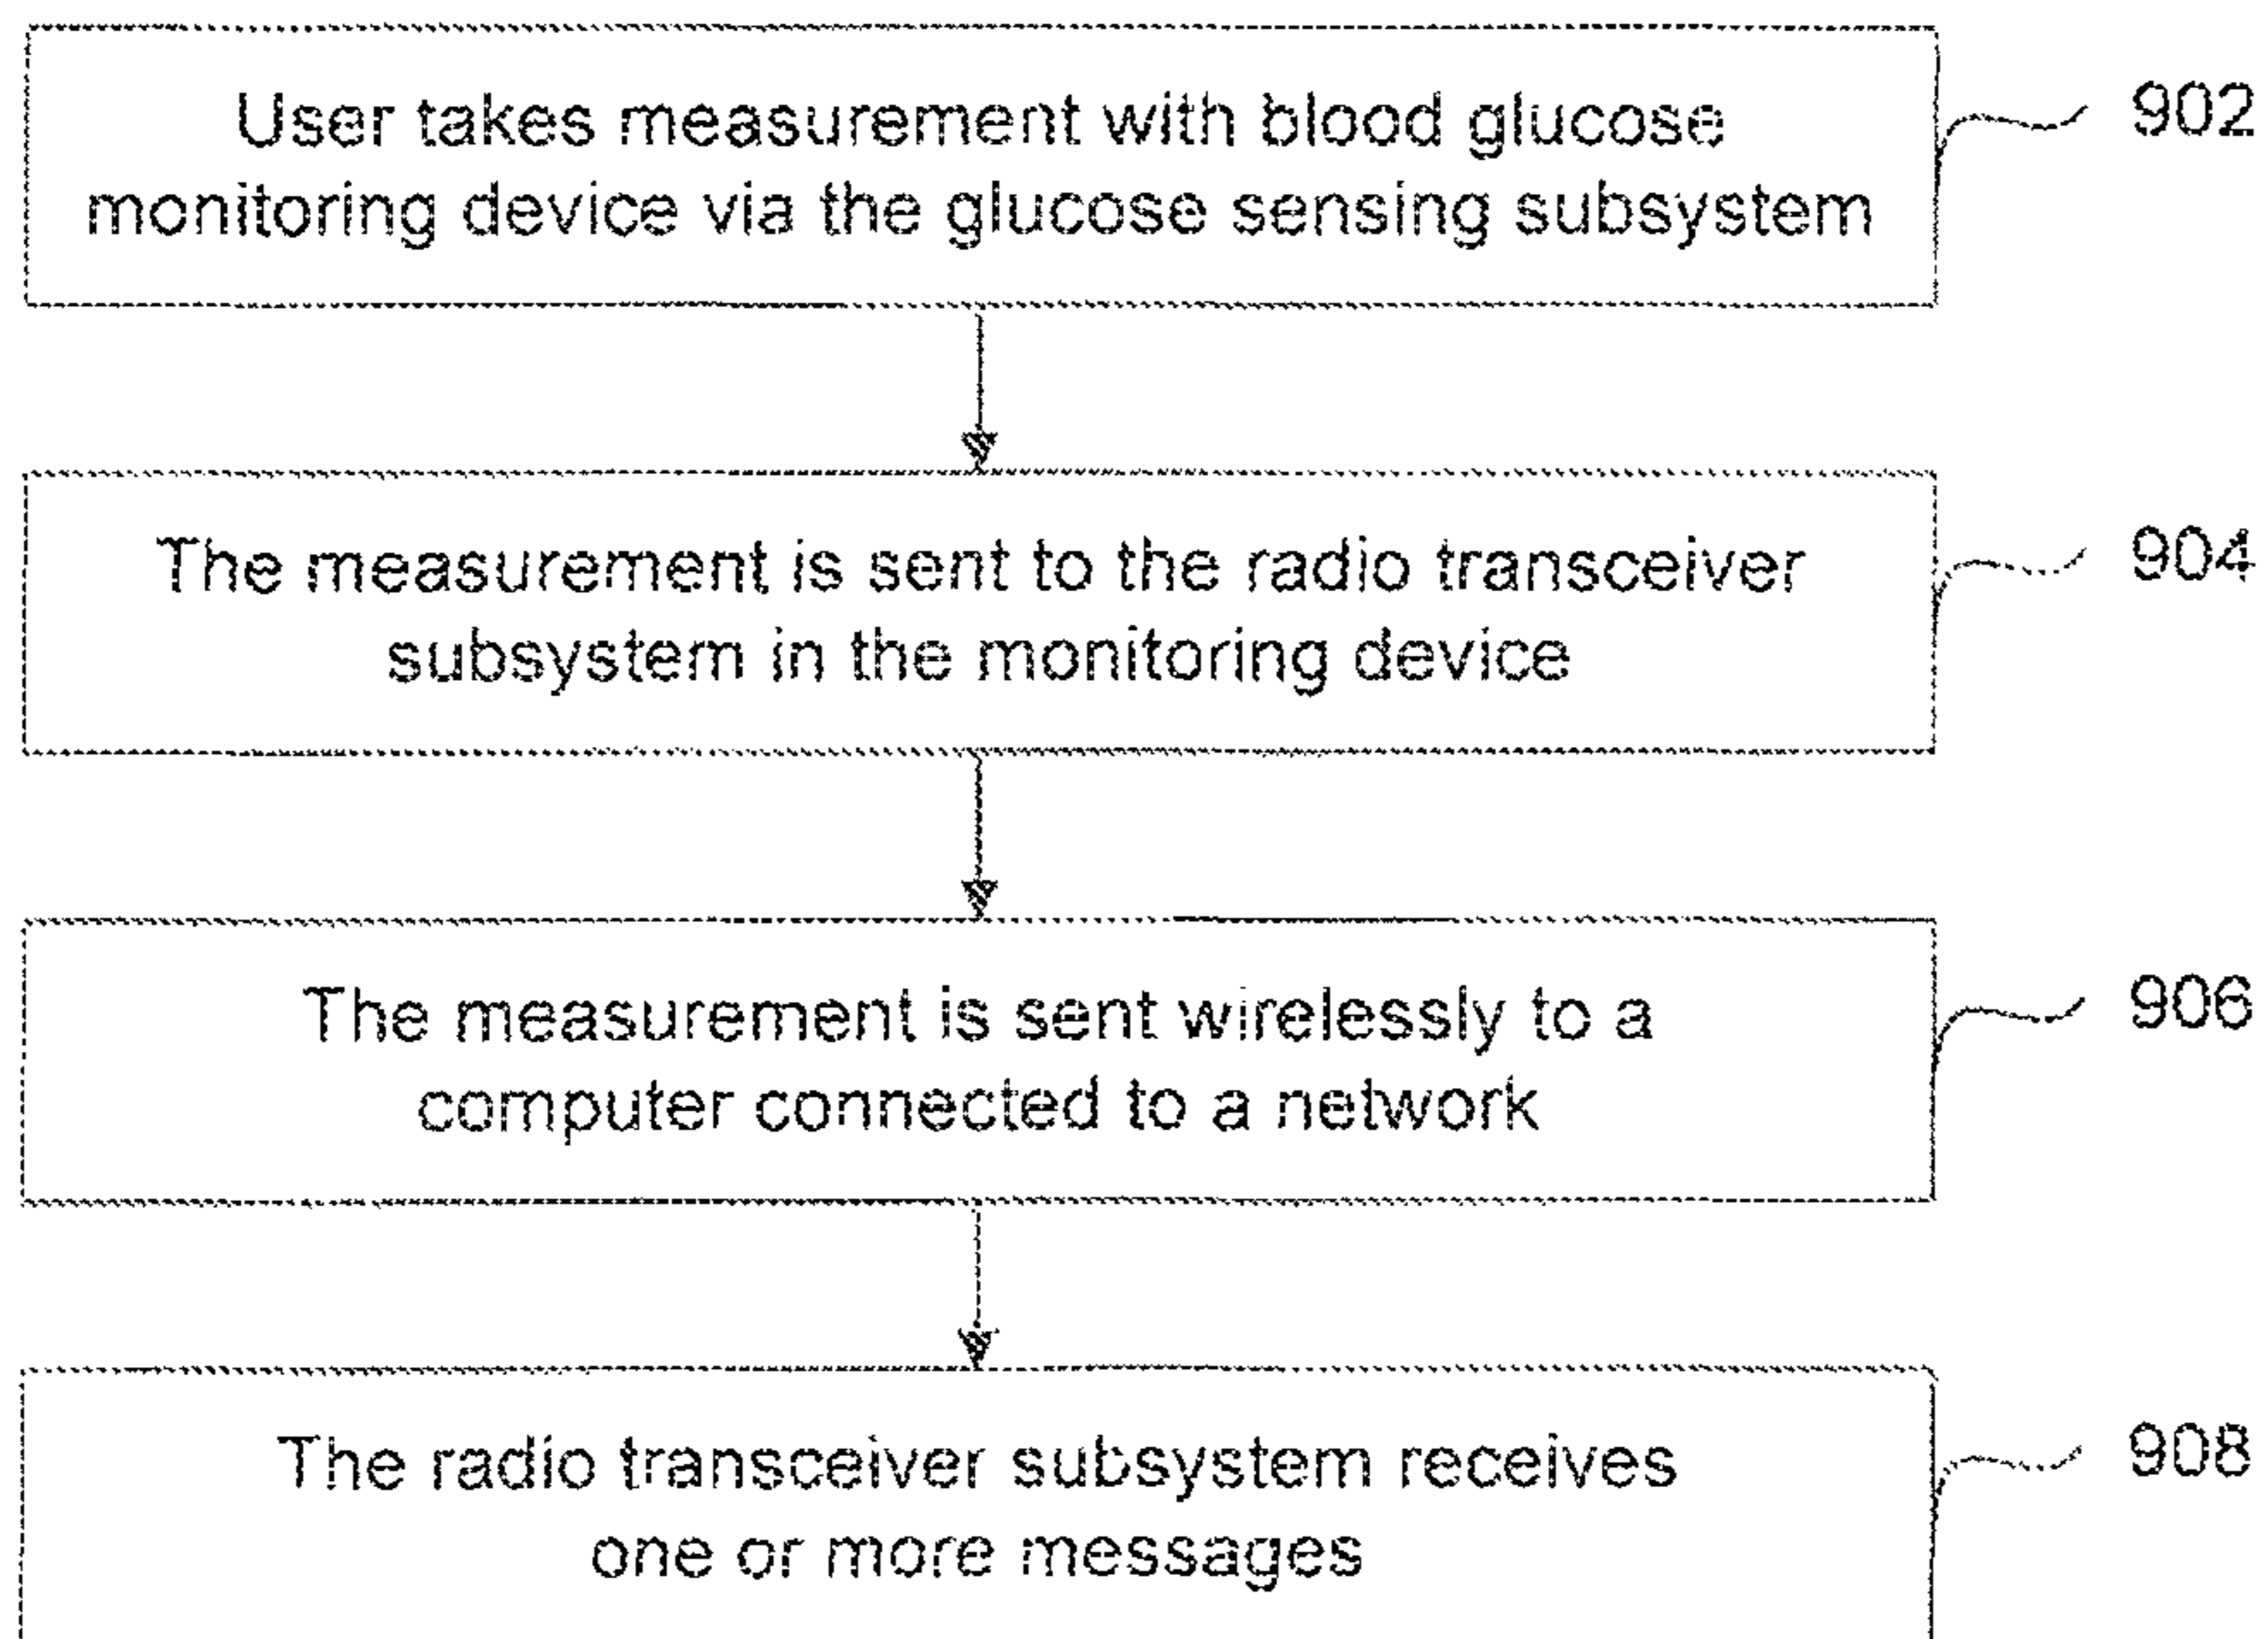 User takes measurement with blood glucose
monitoring device via the glucose sensing subsystem
902
The measurement is sent to the radio transceiver
subsystem in the monitoring device
904
The measurement is sent wirelessly to a
computer connected to a network
906
The radio transceiver subsystem receives
one or more messages
908